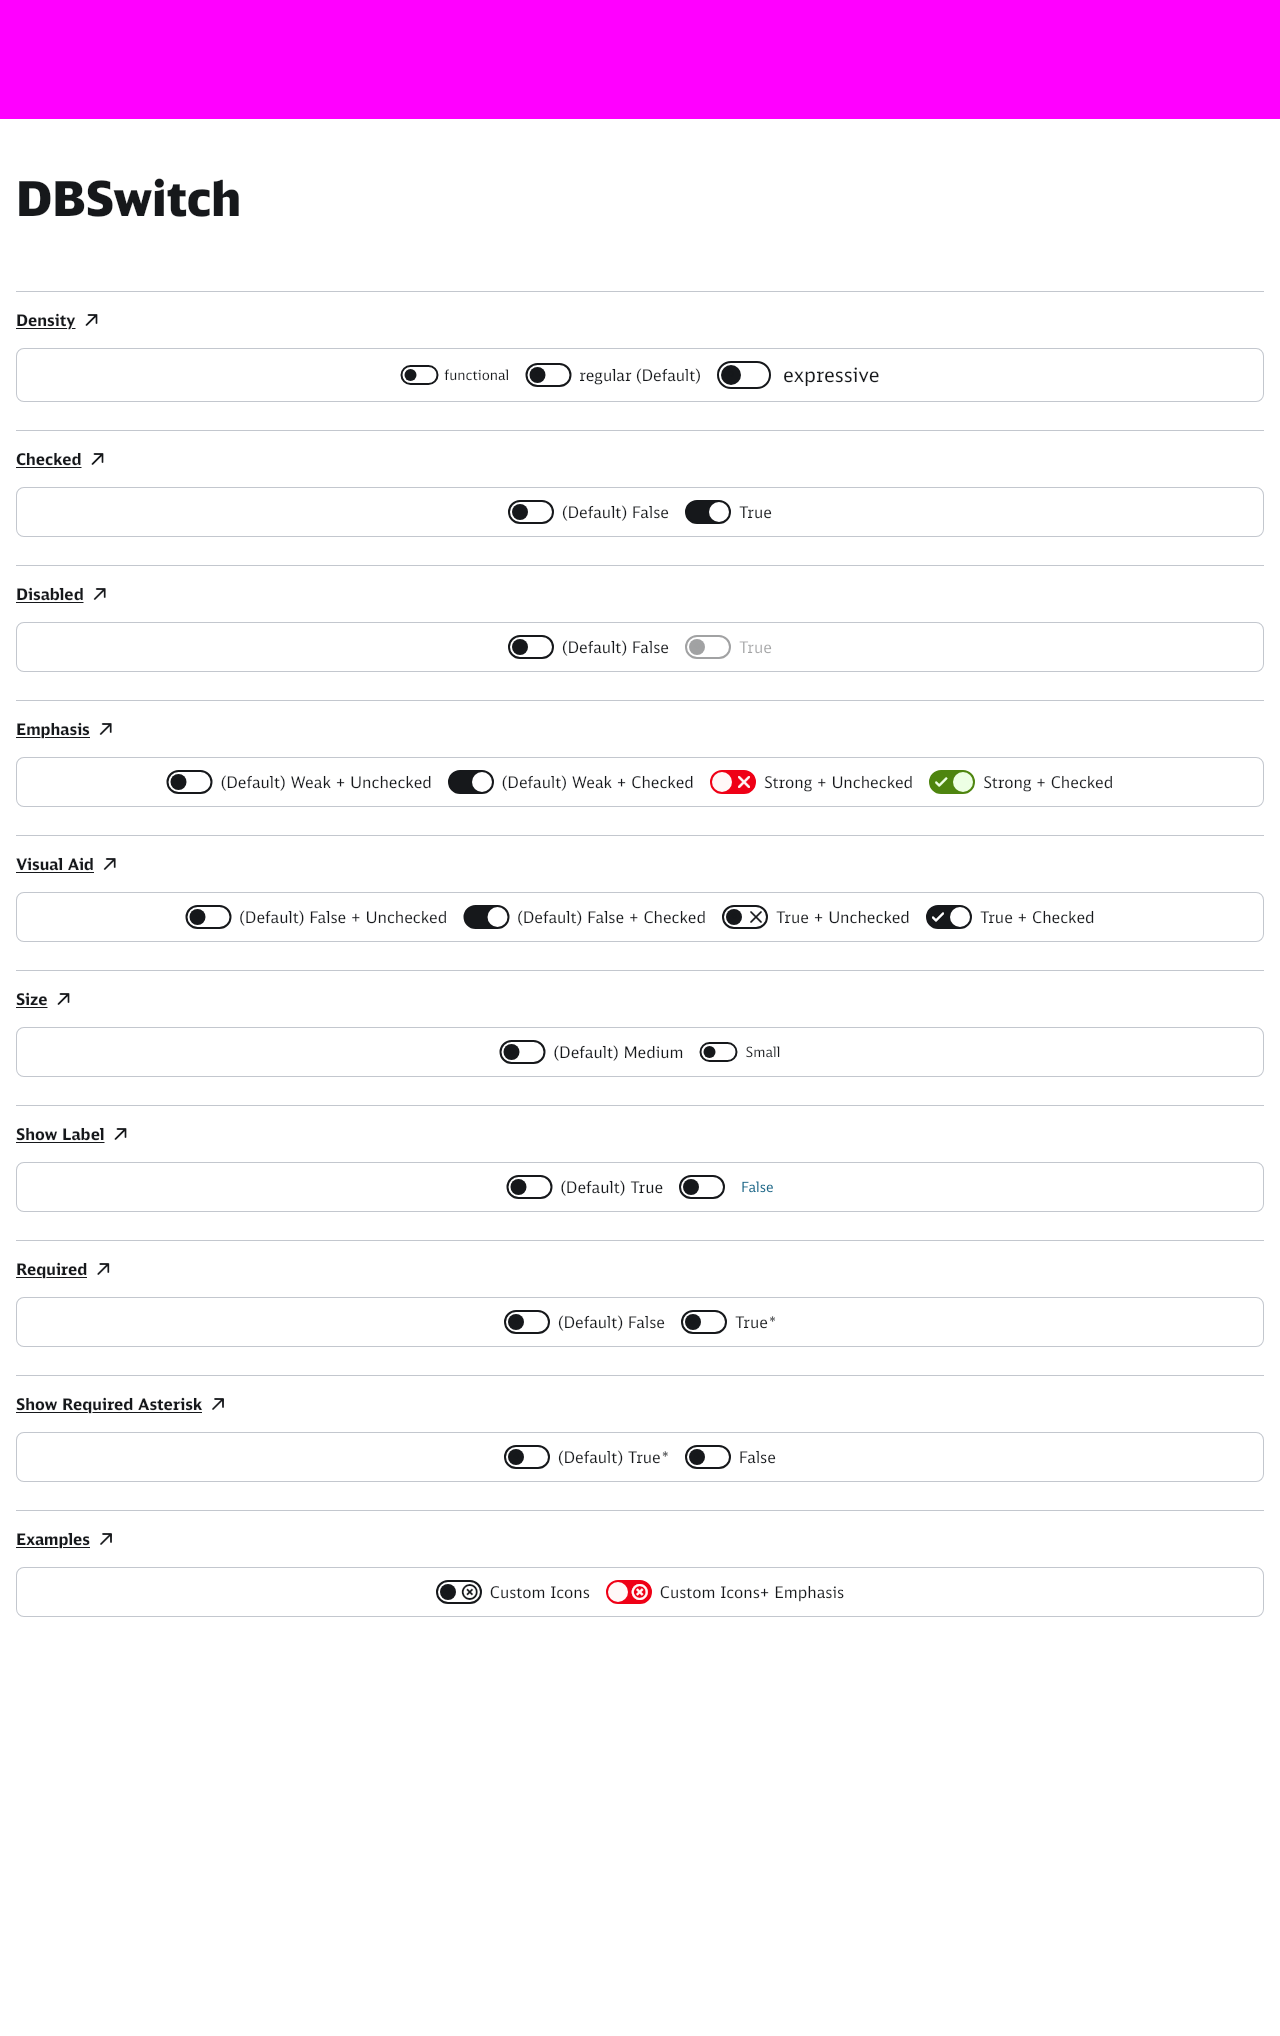 DBSwitch
Density
functional regular (Default) expressive
Checked
(Default) False True
Disabled
(Default) False True
Emphasis
(Default) Weak + Unchecked (Default) Weak + Checked Strong + Unchecked Strong + Checked
Visual Aid
(Default) False + Unchecked (Default) False + Checked True + Unchecked True + Checked
Size
(Default) Medium Small
Show Label
(Default) True False
Required
(Default) False True*
Show Required Asterisk
(Default) True* False
Examples
Custom Icons Custom Icons+ Emphasis